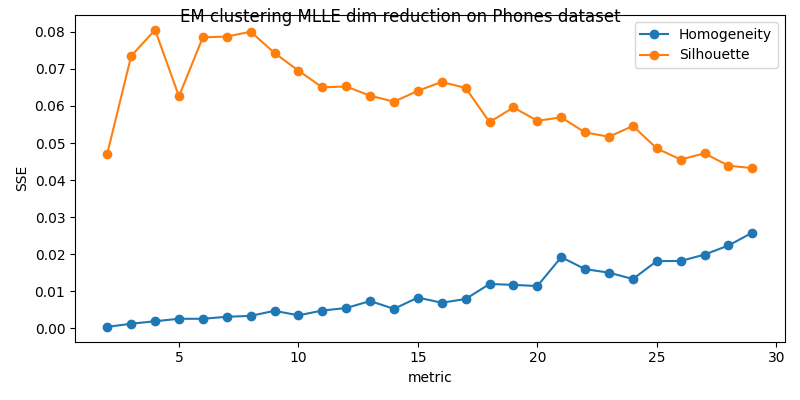 EM clustering MLLE dim reduction on Phones dataset
Homogeneity
Silhouette
SSE
0.08
0.07
0.06
0.05
0.04
0.03
0.02
0.01
0.00
5 10 15 20 25 30
metric